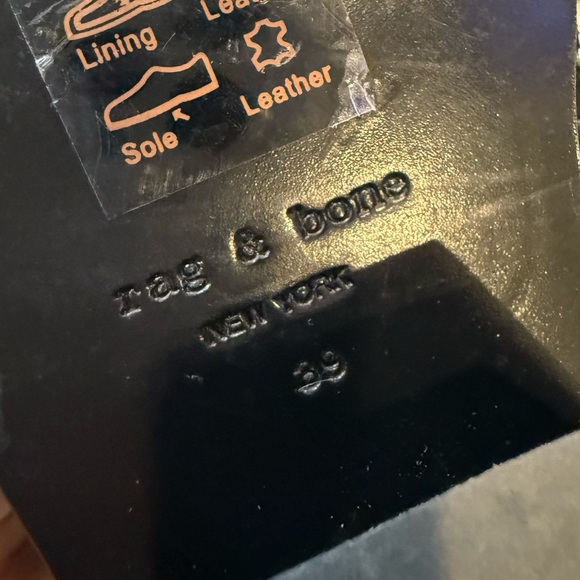 Lining
Sole
Leather
rag & bone
NEW YORK
39